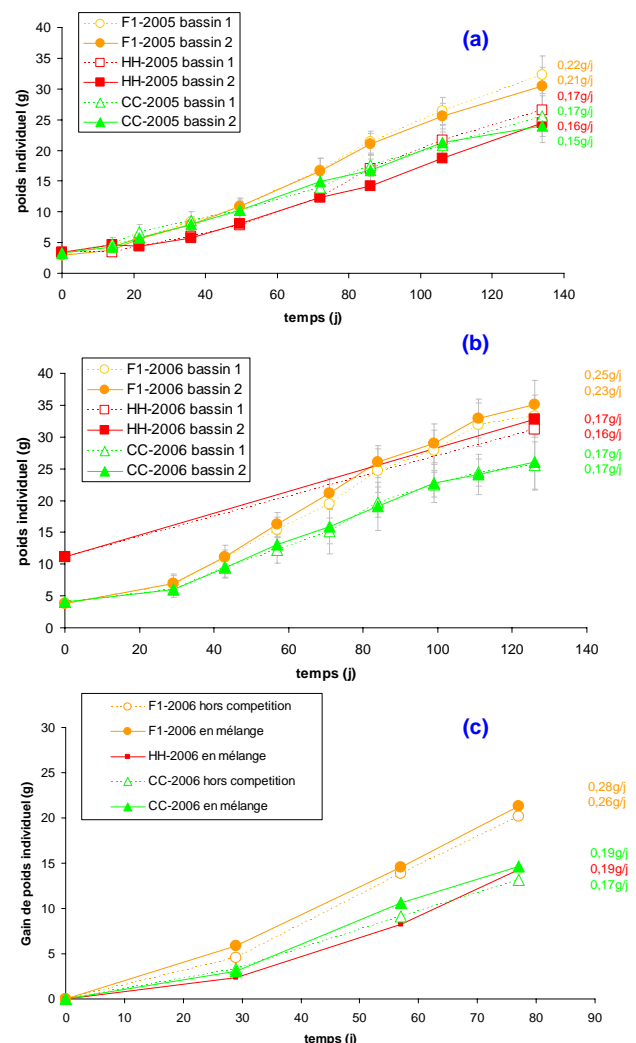 F1-2005 bassin 1
F1-2005 bassin 2
HH-2005 bassin 1
HH-2005 bassin 2
CC-2005 bassin 1
CC-2005 bassin 2
(a)
0,22g/j
0,21g/j
0,17g/j
0,17g/j
0,16g/j
0,15g/j
poids individuel (g)
40
35
30
25
20
15
10
5
0
0 20 40 60 80 100 120 140
temps (j)
(b)
F1-2006 bassin 1
F1-2006 bassin 2
HH-2006 bassin 1
HH-2006 bassin 2
CC-2006 bassin 1
CC-2006 bassin 2
0,25g/j
0,23g/j
0,17g/j
0,16g/j
0,17g/j
0,17g/j
poids individuel (g)
40
35
30
25
20
15
10
5
0
0 20 40 60 80 100 120 140
temps (j)
F1-2006 hors competition
F1-2006 en mélange
HH-2006 en mélange
CC-2006 hors competition
CC-2006 en mélange
(c)
0,28g/j
0,26g/j
0,19g/j
0,19g/j
0,17g/j
Gain de poids individuel (g)
30
25
20
15
10
5
0
0 10 20 30 40 50 60 70 80 90
temps (j)